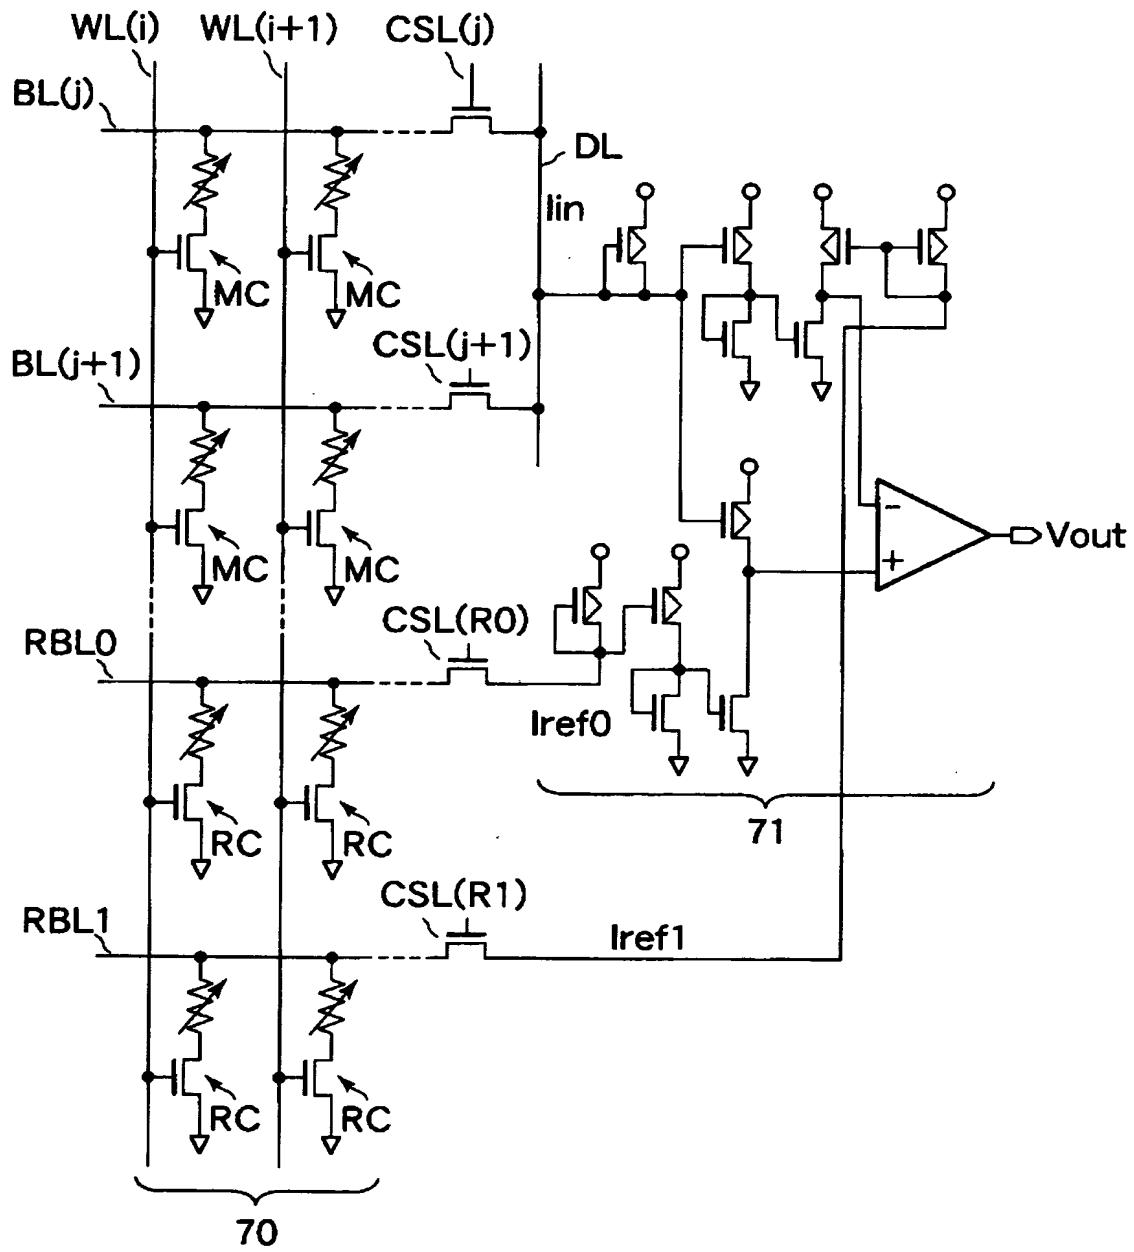 WL(i) WL(i+1) CSL(j)
BL(j)
DL
Iin
MC MC
CSL(j+1)
BL(j+1)
-
MC MC
Vout
+
CSL(R0)
RBL0
Iref0
RC RC
71
CSL(R1)
RBL1
Iref1
RC RC
70